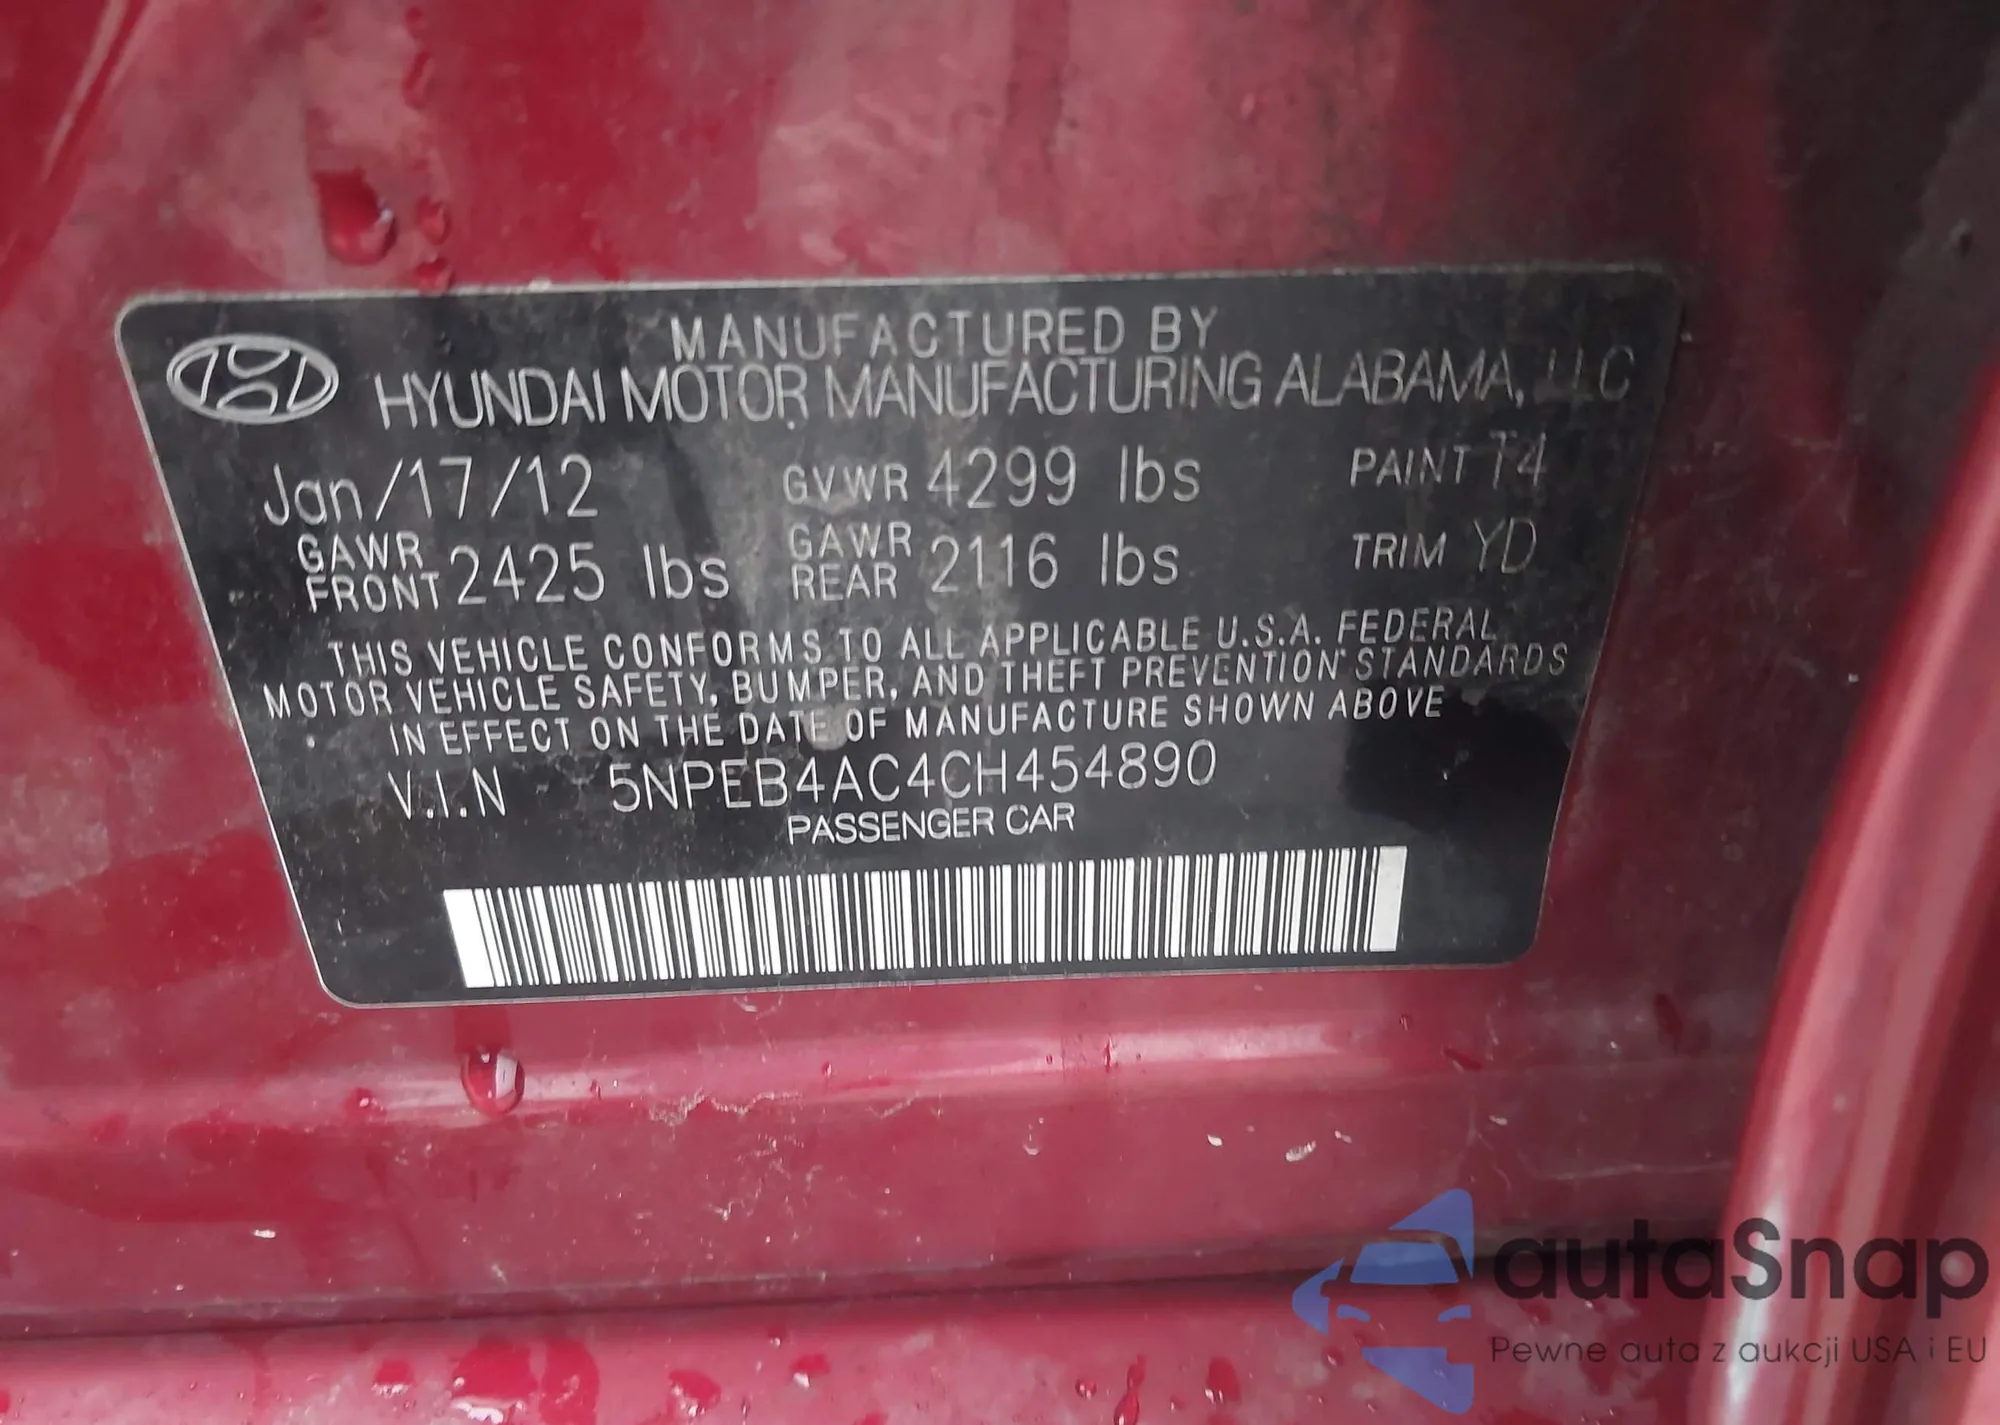 MANUFACTURED BY
HYUNDAI MOTOR MANUFACTURING ALABAMA, LLC
Jan/17/12 GVWR 4299 lbs PAINT T4
GAWR FRONT 2425 lbs GAWR REAR 2116 lbs TRIM YD
THIS VEHICLE CONFORMS TO ALL APPLICABLE U.S.A. FEDERAL
MOTOR VEHICLE SAFETY, BUMPER, AND THEFT PREVENTION STANDARDS
IN EFFECT ON THE DATE OF MANUFACTURE SHOWN ABOVE
V.I.N 5NPEB4AC4CH454890
PASSENGER CAR
autaSnap
Pewne auta z aukcji USA i EU